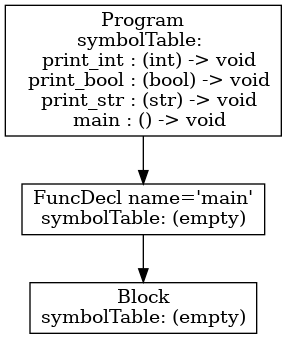 Program
symbolTable:
print_int : (int) -> void
print_bool : (bool) -> void
print_str : (str) -> void
main : () -> void
FuncDecl name='main'
symbolTable: (empty)
Block
symbolTable: (empty)